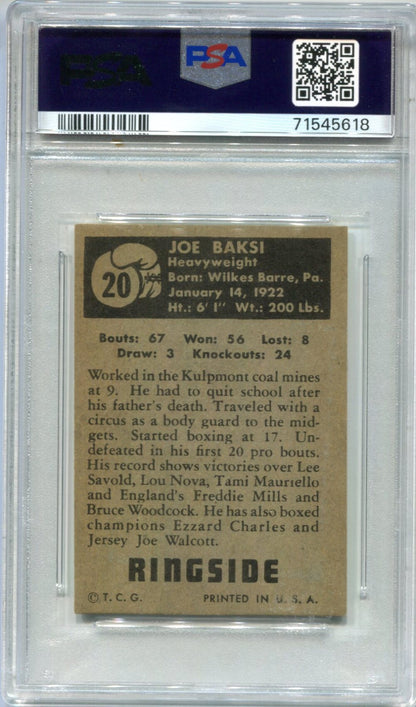 PSA
PSA
71545618
20
JOE BAKSI
Heavyweight
Born: Wilkes Barre, Pa.
January 14, 1922
Ht.: 6' 1" Wt.: 200 Lbs.
Bouts: 67 Won: 56 Lost: 8
Draw: 3 Knockouts: 24
Worked in the Kulpmont coal mines
at 9. He had to quit school after
his father's death. Traveled with a
circus as a body guard to the mid-
gets. Started boxing at 17. Un-
defeated in his first 20 pro bouts.
His record shows victories over Lee
Savold, Lou Nova, Tami Mauriello
and England's Freddie Mills and
Bruce Woodcock. He has also boxed
champions Ezzard Charles and
Jersey Joe Walcott.
RINGSIDE
© T. C. G. PRINTED IN U. S. A.